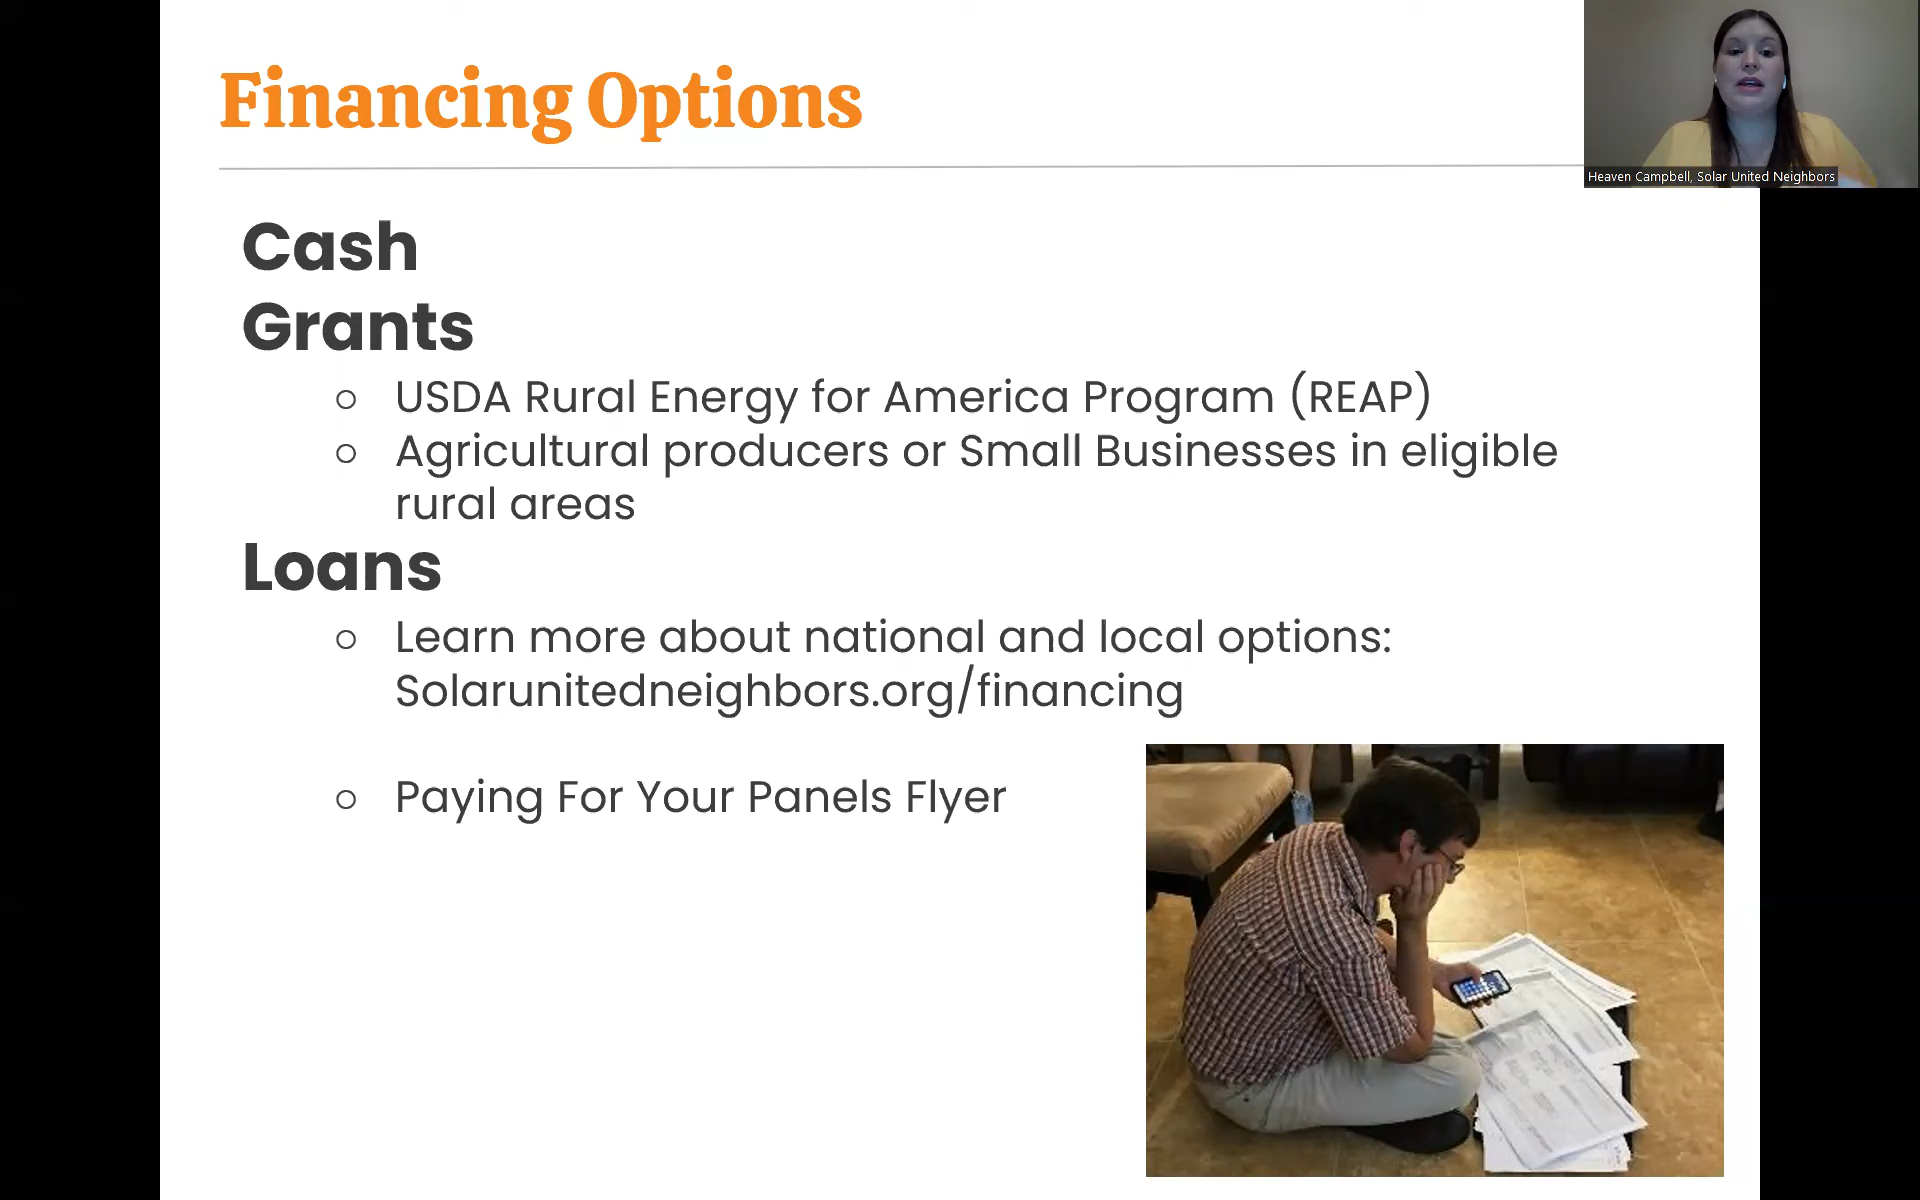 Financing Options
Heaven Campbell, Solar United Neighbors
Cash
Grants
○ USDA Rural Energy for America Program (REAP)
○ Agricultural producers or Small Businesses in eligible
rural areas
Loans
○ Learn more about national and local options:
Solarunitedneighbors.org/financing
○ Paying For Your Panels Flyer